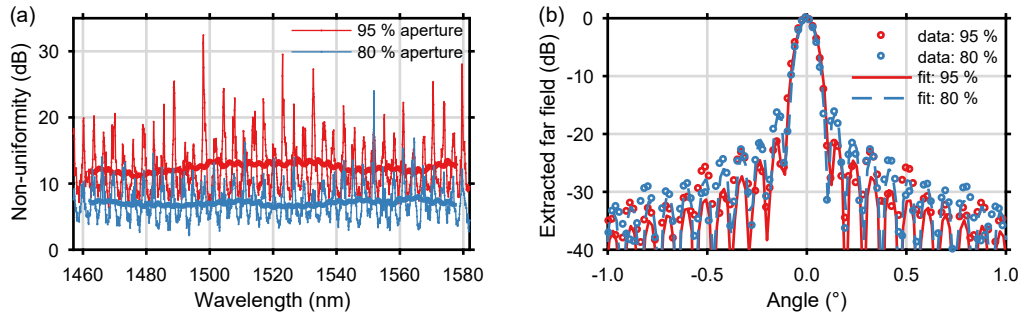 (a)
95 % aperture
80 % aperture
Non-uniformity (dB)
30
20
10
0
1460 1480 1500 1520 1540 1560 1580
Wavelength (nm)
(b)
data: 95 %
data: 80 %
fit: 95 %
fit: 80 %
Extracted far field (dB)
0
-10
-20
-30
-40
-1.0 -0.5 0.0 0.5 1.0
Angle (°)